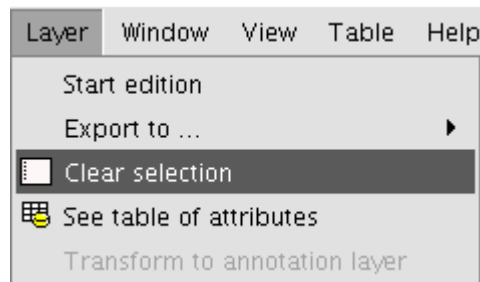 Layer Window View Table Help
Start edition
Export to ...
Clear selection
See table of attributes
Transform to annotation layer